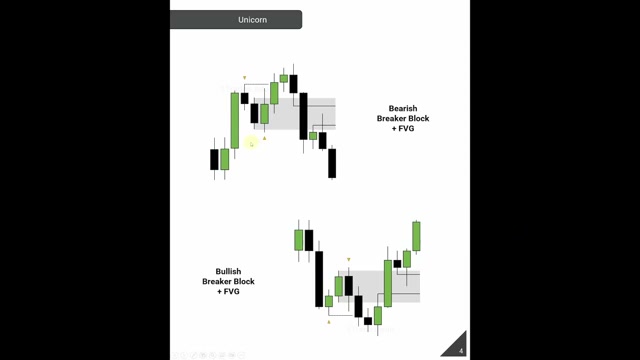 Unicorn
Bearish
Breaker Block
+ FVG
Bullish
Breaker Block
+ FVG
4